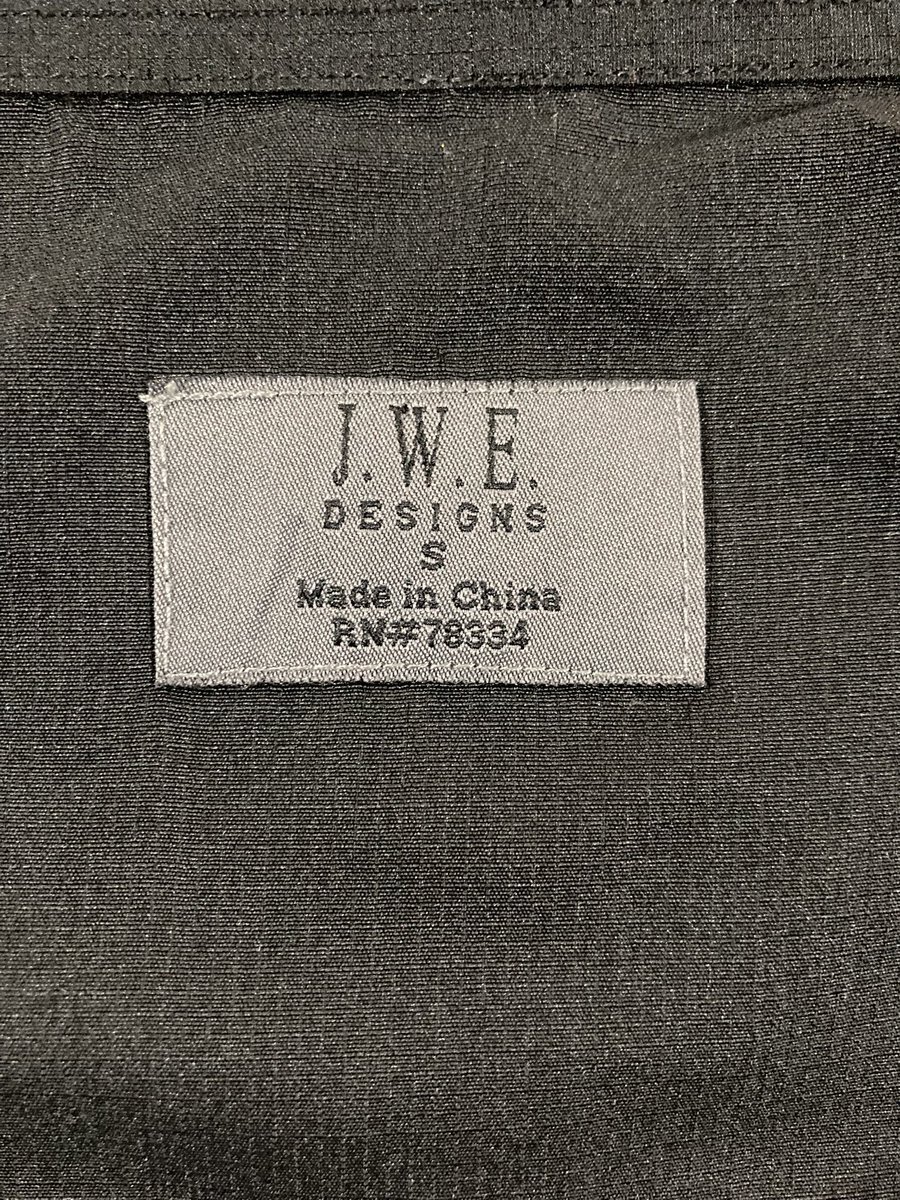 J.W.E.
DESIGNS
S
Made in China
RN#78334